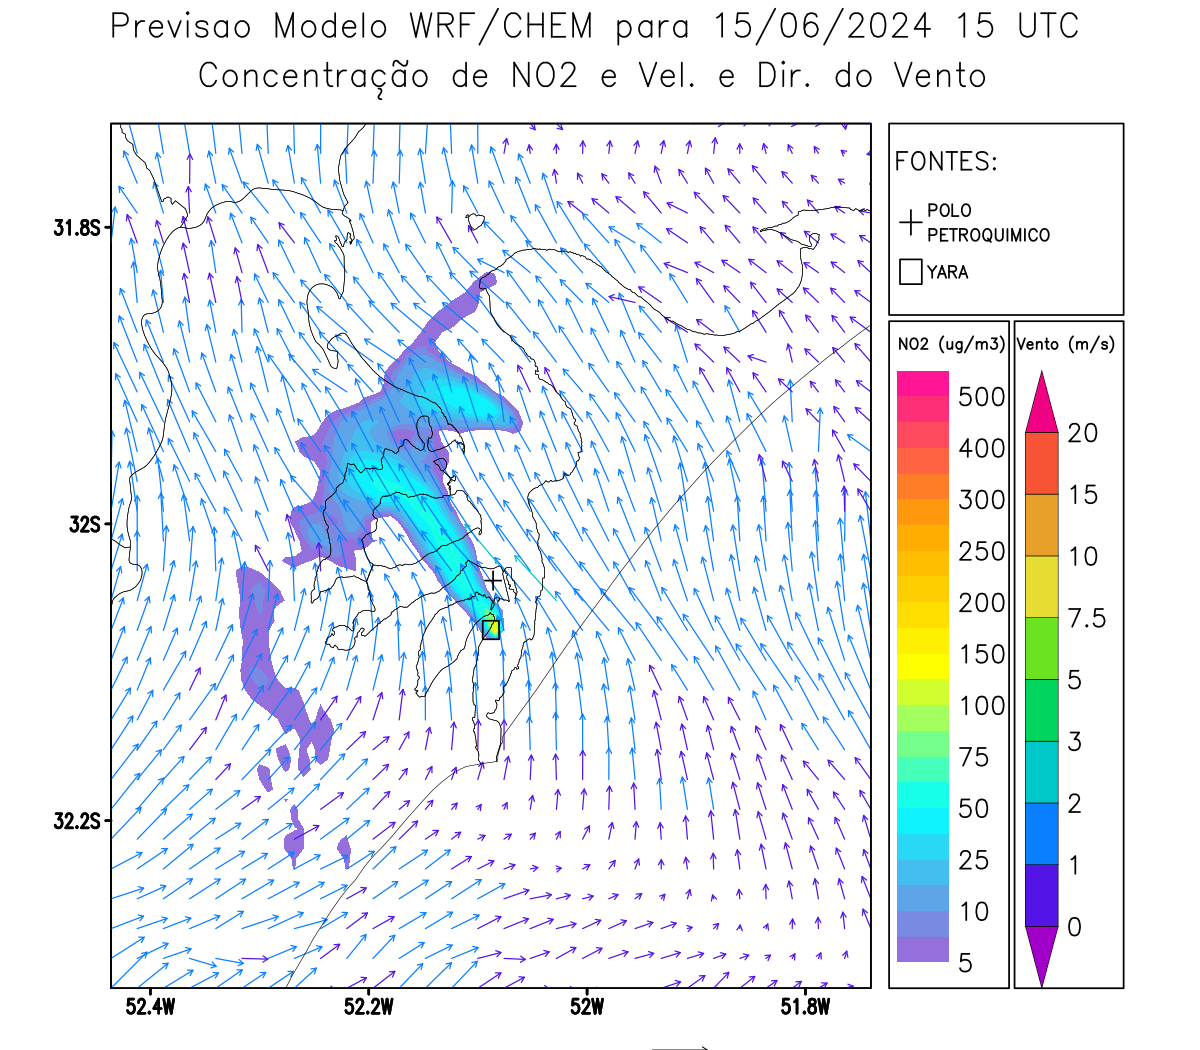 Previsao Modelo WRF/CHEM para 15/06/2024 15 UTC
Concentração de NO2 e Vel. e Dir. do Vento
FONTES:
POLO
PETROQUIMICO
YARA
NO2 (ug/m3)
500
400
300
250
200
150
100
75
50
25
10
5
Vento (m/s)
20
15
10
7.5
5
3
2
1
0
31.8S
32S
32.2S
52.4W
52.2W
52W
51.8W